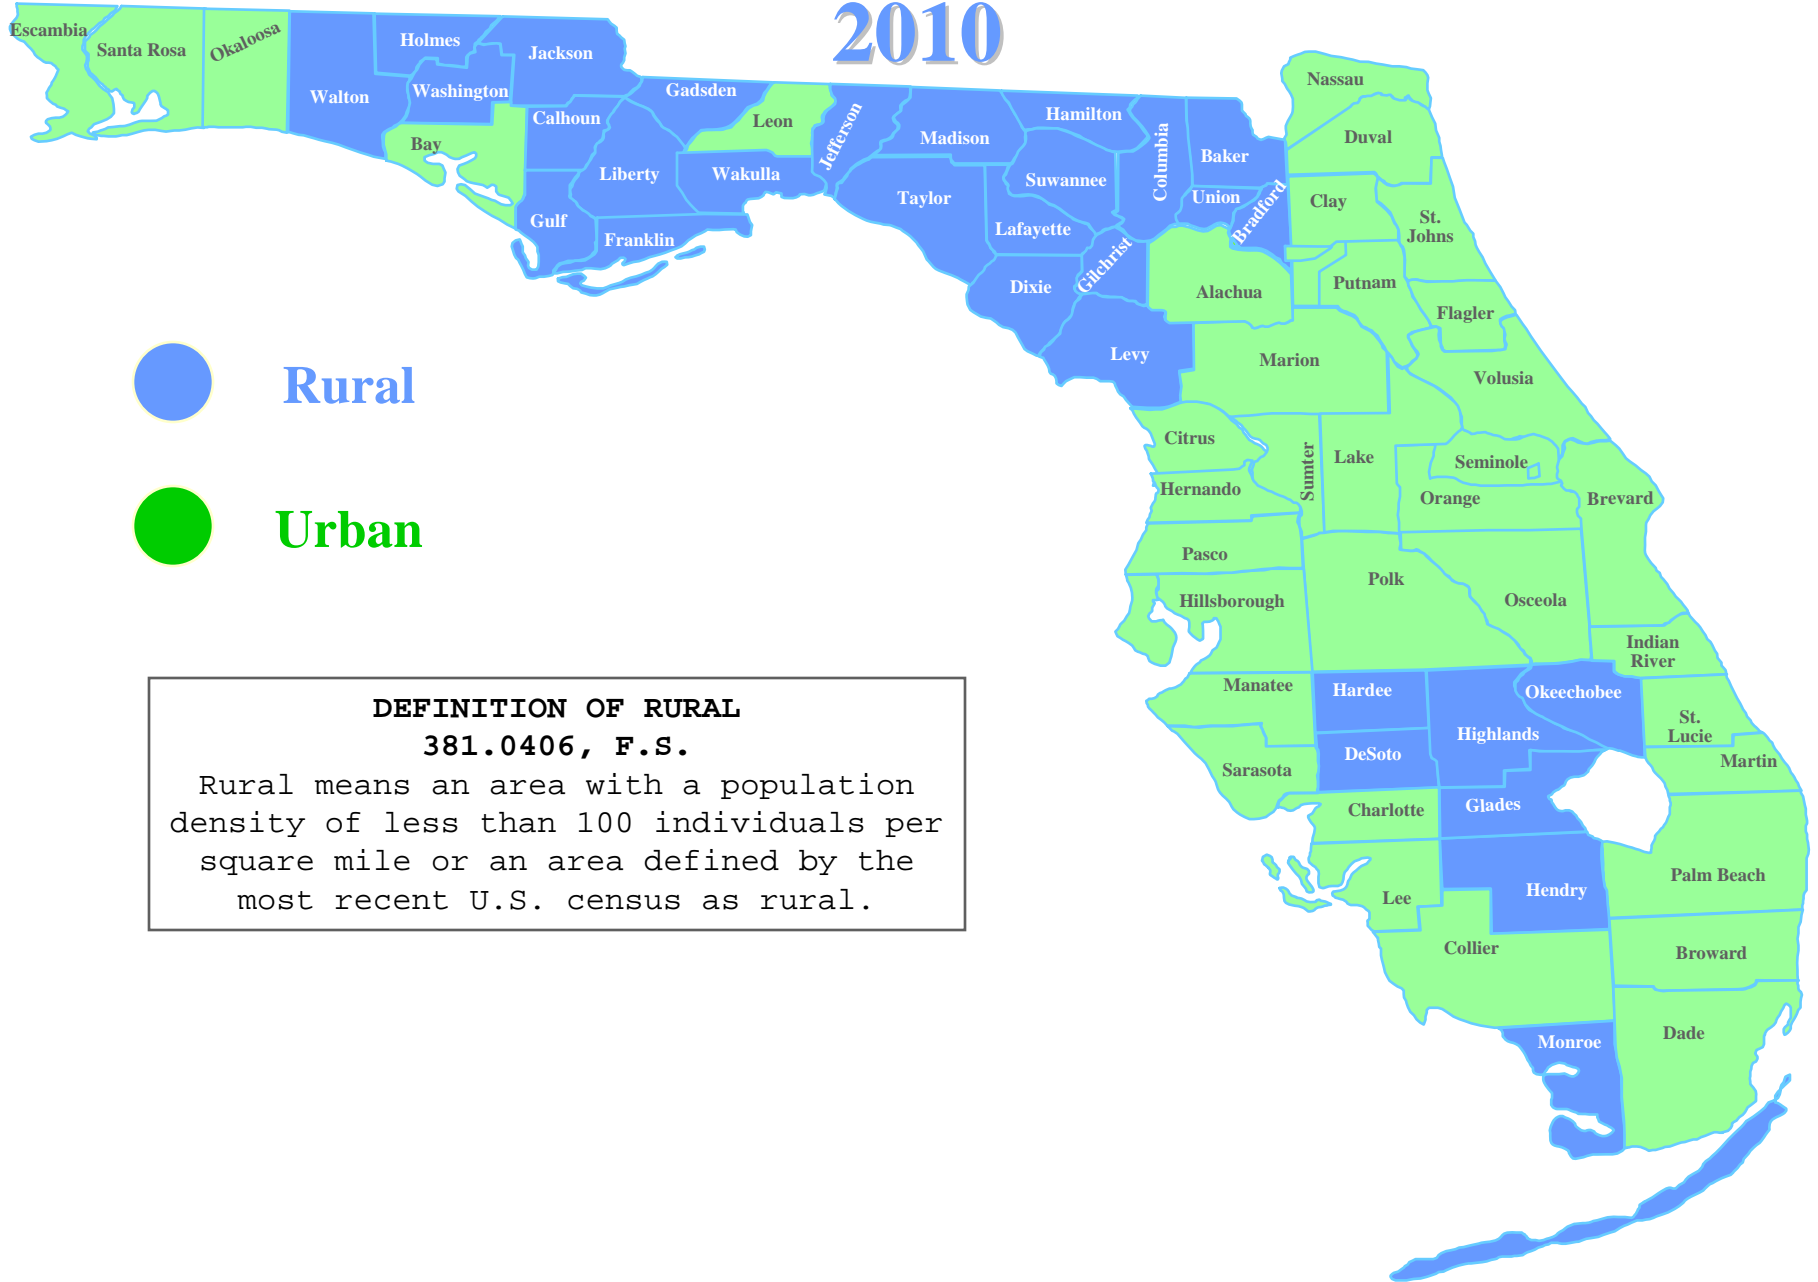 2010
Escambia
Santa Rosa
Okaloosa
Walton
Holmes
Washington
Jackson
Bay
Calhoun
Gulf
Liberty
Franklin
Gadsden
Leon
Wakulla
Jefferson
Madison
Taylor
Hamilton
Suwannee
Lafayette
Dixie
Columbia
Gilchrist
Levy
Baker
Union
Bradford
Alachua
Nassau
Duval
Clay
St.
Johns
Putnam
Flagler
Marion
Volusia
Citrus
Sumter
Lake
Seminole
Hernando
Orange
Brevard
Pasco
Polk
Osceola
Hillsborough
Indian
River
Manatee
Hardee
Okeechobee
Highlands
St.
Lucie
DeSoto
Sarasota
Martin
Charlotte
Glades
Lee
Hendry
Palm Beach
Collier
Broward
Dade
Monroe
Rural
Urban
DEFINITION OF RURAL
381.0406, F.S.
Rural means an area with a population
density of less than 100 individuals per
square mile or an area defined by the
most recent U.S. census as rural.